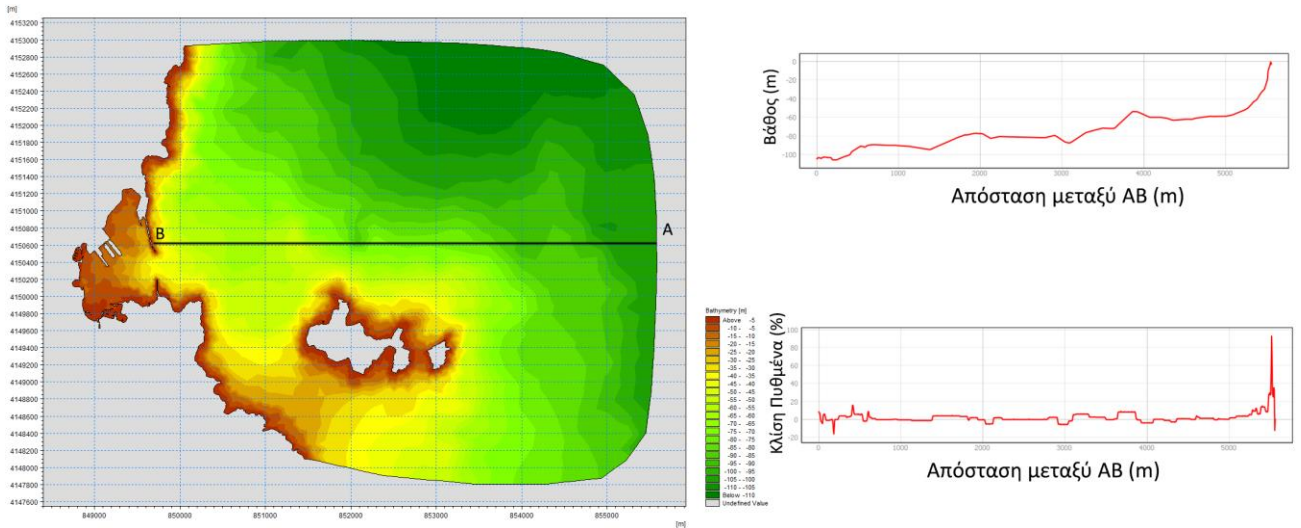 [m]
4153200
4153000
4152800
4152600
4152400
4152200
4152000
4151800
4151600
4151400
4151200
4151000
4150800
4150600
4150400
4150200
4150000
4149800
4149600
4149400
4149200
4149000
4148800
4148600
4148400
4148200
4148000
4147800
4147600
849000 850000 851000 852000 853000 854000 855000
[m]
B
A
Bathymetry [m]
Above -5
-10 - -5
-15 - -10
-20 - -15
-25 - -20
-30 - -25
-35 - -30
-40 - -35
-45 - -40
-50 - -45
-55 - -50
-60 - -55
-65 - -60
-70 - -65
-75 - -70
-80 - -75
-85 - -80
-90 - -85
-95 - -90
-100 - -95
-105 - -100
-110 - -105
Below -110
Undefined Value
Βάθος (m)
0
-20
-40
-60
-80
-100
0 1000 2000 3000 4000 5000
Απόσταση μεταξύ ΑΒ (m)
Κλίση Πυθμένα (%)
100
80
60
40
20
0
-20
0 1000 2000 3000 4000 5000
Απόσταση μεταξύ ΑΒ (m)